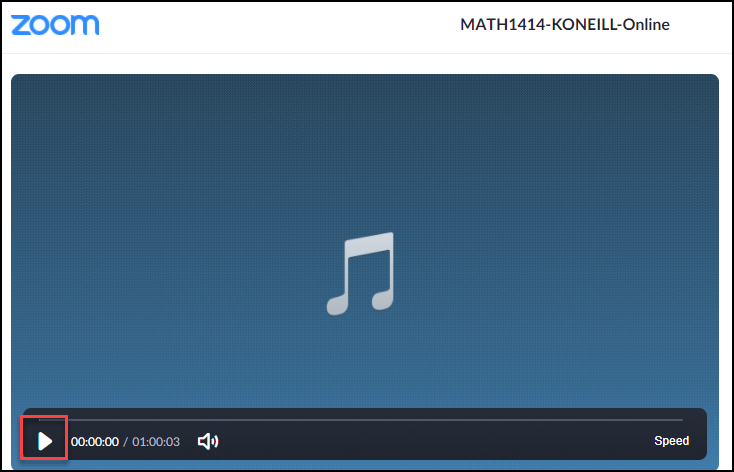 zoom
MATH1414-KONEILL-Online
00:00:00 / 01:00:03
Speed